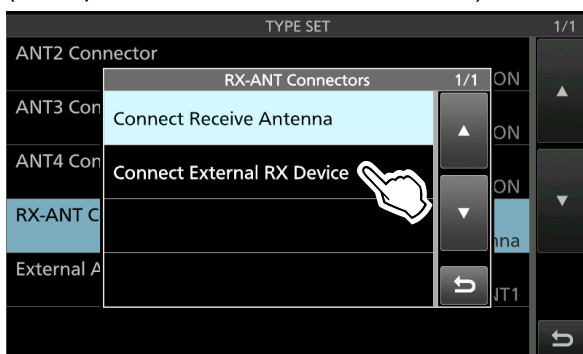 TYPE SET 1/1
ANT2 Connector
ON
RX-ANT Connectors 1/1
ANT3 Con
ON
Connect Receive Antenna
ANT4 Con
ON
Connect External RX Device
RX-ANT C
nna
External A
NT1